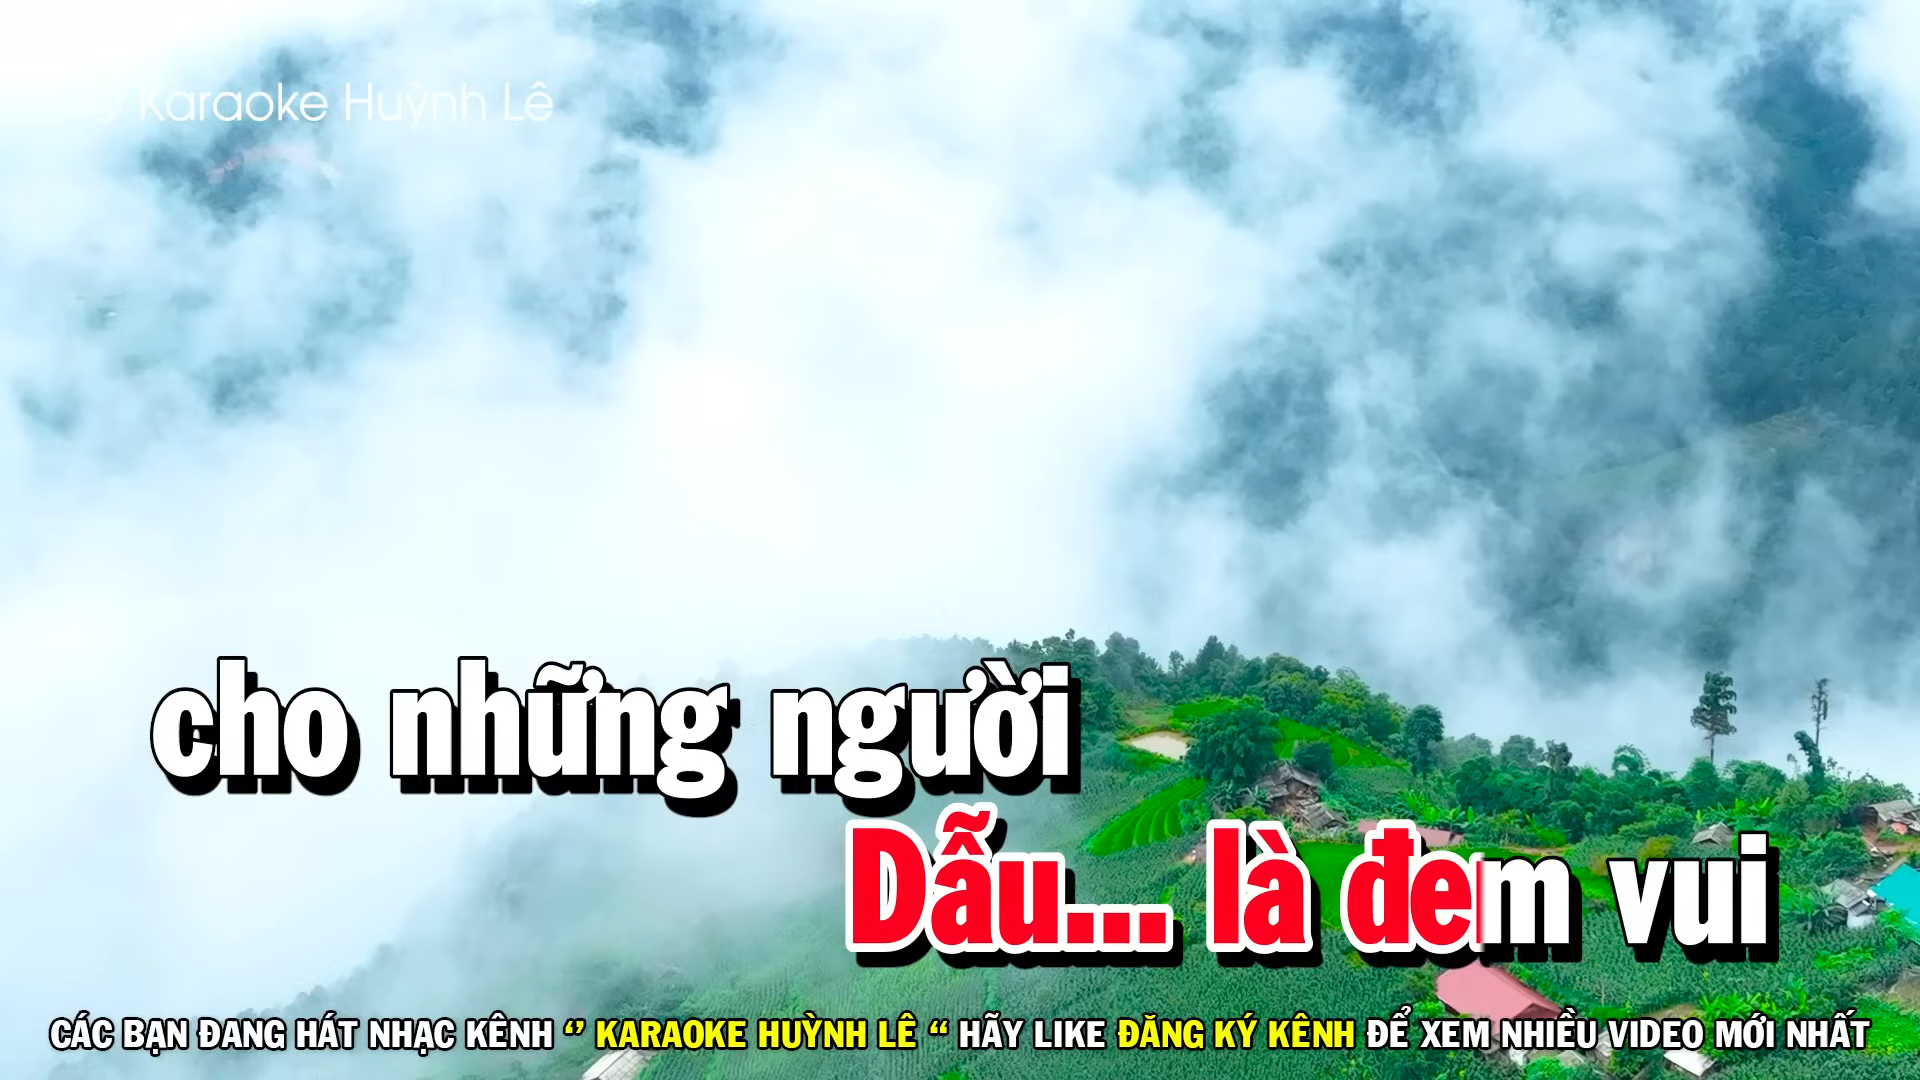 Karaoke Huỳnh Lê
cho những người
Dẫu... là đem vui
CÁC BẠN ĐANG HÁT NHẠC KÊNH ‘’ KARAOKE HUỲNH LÊ “ HÃY LIKE ĐĂNG KÝ KÊNH ĐỂ XEM NHIỀU VIDEO MỚI NHẤT